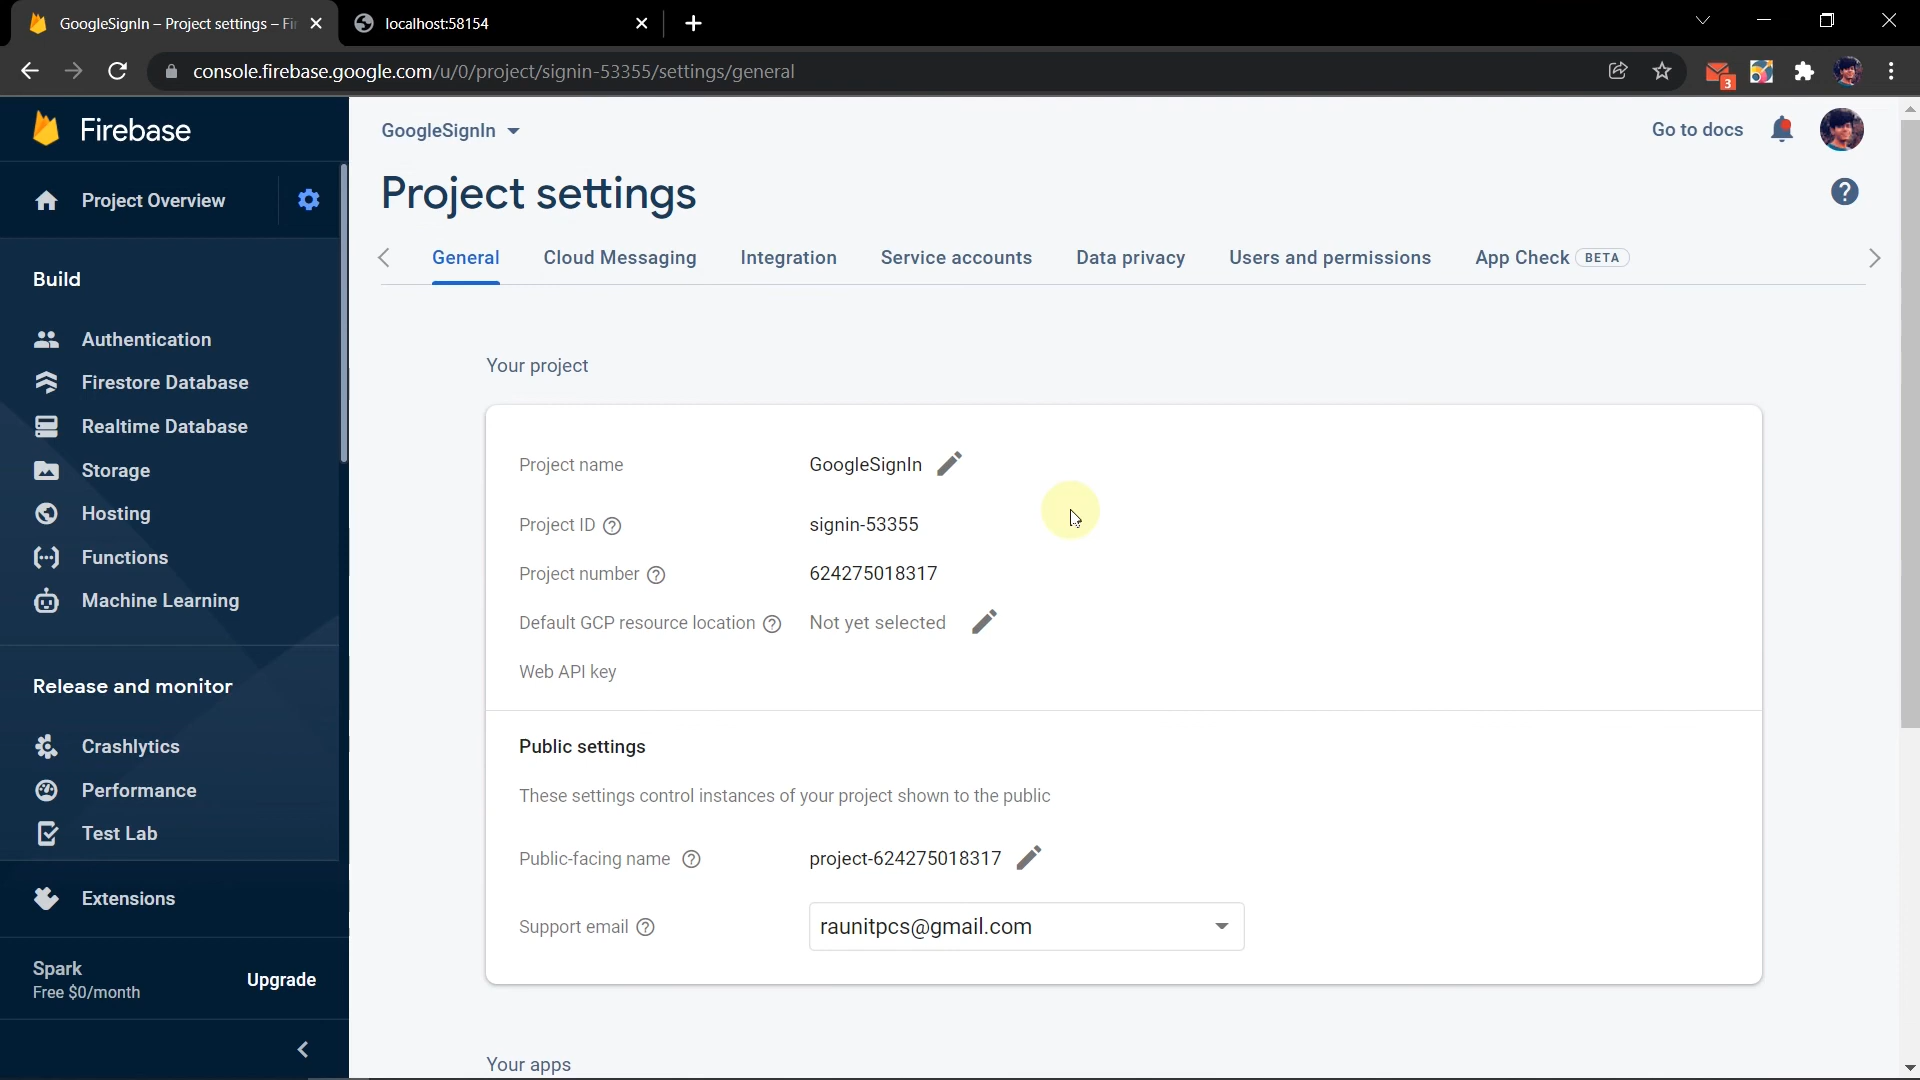 GoogleSignIn – Project settings – Fi
localhost:58154
console.firebase.google.com/u/0/project/signin-53355/settings/general
3
Firebase
GoogleSignIn
Go to docs
Project Overview
Project settings
?
General
Cloud Messaging
Integration
Service accounts
Data privacy
Users and permissions
App Check BETA
Build
Authentication
Firestore Database
Realtime Database
Storage
Hosting
Functions
Machine Learning
Release and monitor
Crashlytics
Performance
Test Lab
Extensions
Spark
Free $0/month
Upgrade
Your project
Project name
GoogleSignIn
Project ID ?
signin-53355
Project number ?
624275018317
Default GCP resource location ?
Not yet selected
Web API key
Public settings
These settings control instances of your project shown to the public
Public-facing name ?
project-624275018317
Support email ?
raunitpcs@gmail.com
Your apps